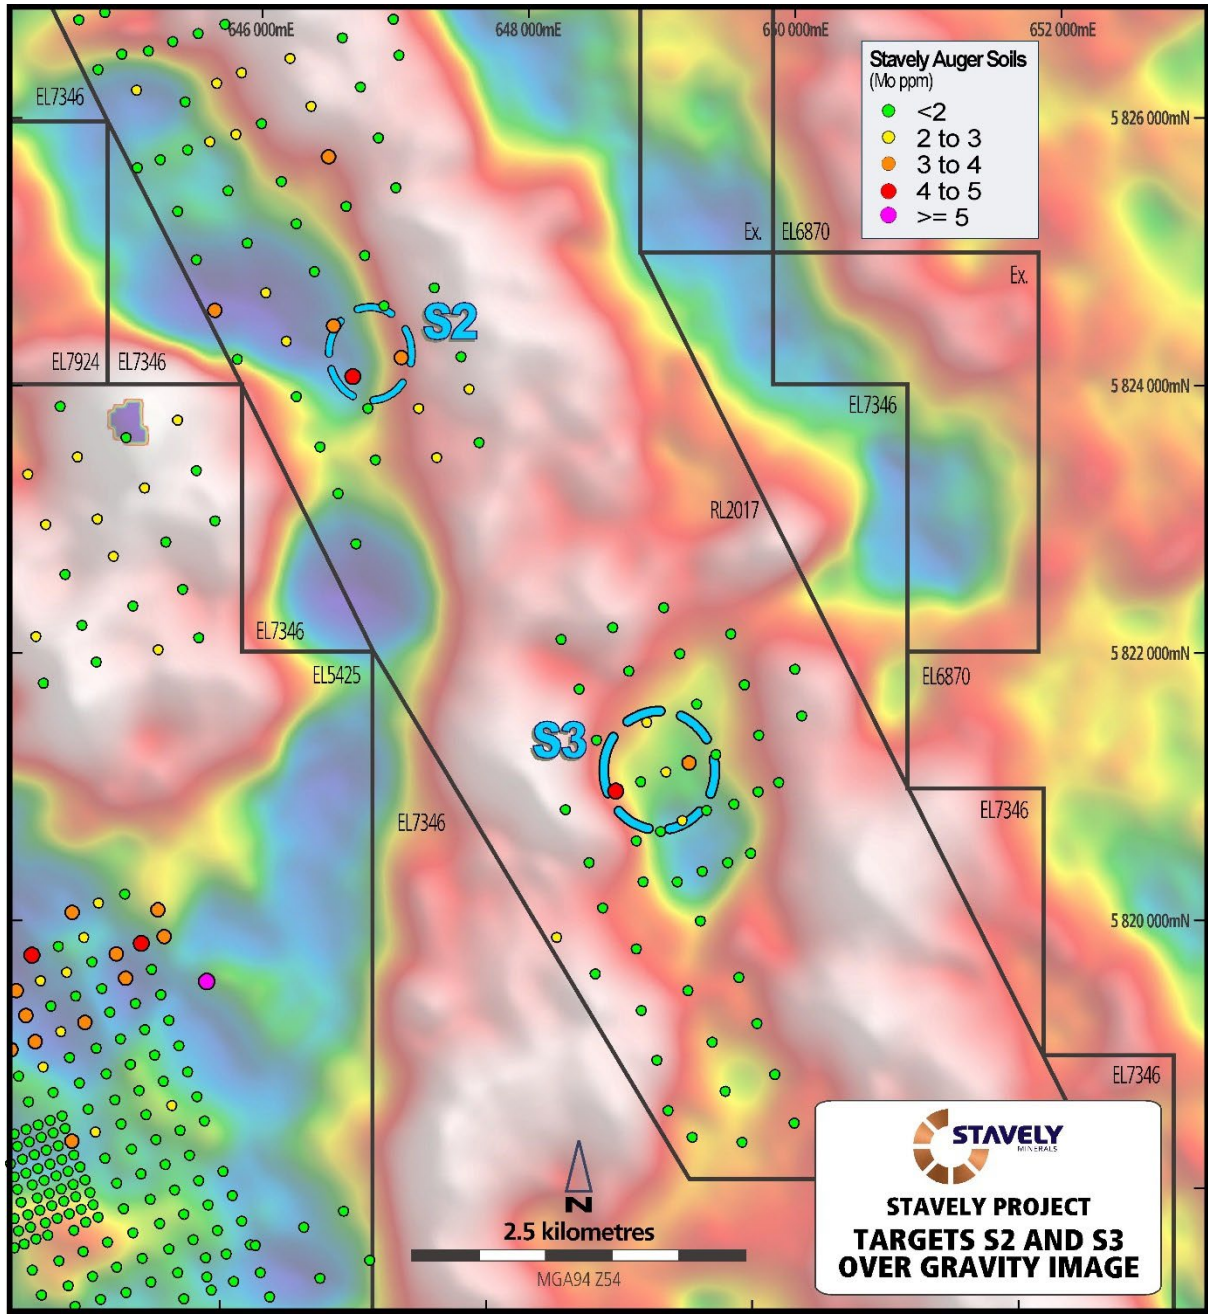 646 000mE
648 000mE
650 000mE
652 000mE
Stavely Auger Soils
(Mo ppm)
<2
2 to 3
3 to 4
4 to 5
>= 5
EL7346
5 826 000mN
Ex.
EL6870
Ex.
S2
EL7924
EL7346
5 824 000mN
EL7346
RL2017
EL7346
5 822 000mN
EL5425
EL6870
S3
EL7346
EL7346
5 820 000mN
EL7346
N
2.5 kilometres
MGA94 Z54
STAVELY
MINERALS
STAVELY PROJECT
TARGETS S2 AND S3
OVER GRAVITY IMAGE